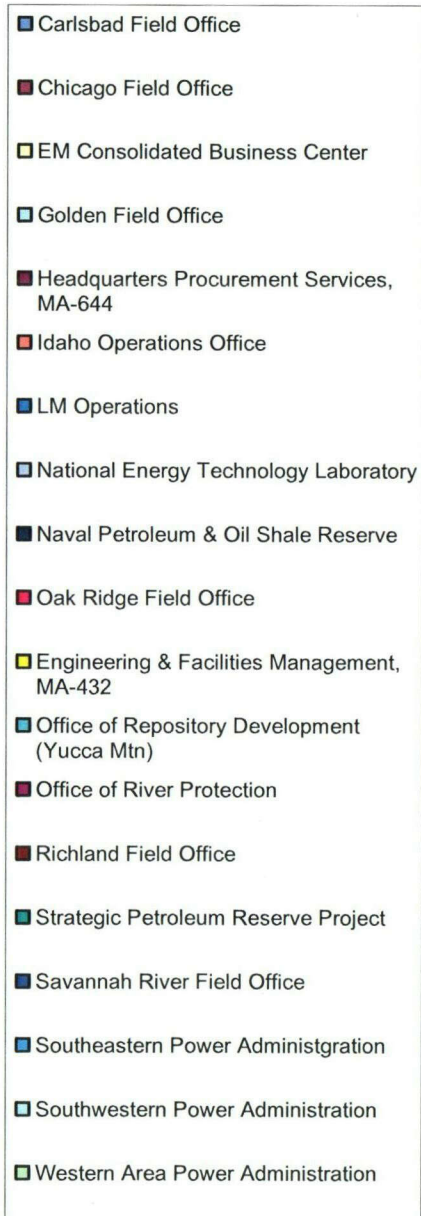 Carlsbad Field Office
Chicago Field Office
EM Consolidated Business Center
Golden Field Office
Headquarters Procurement Services,
MA-644
Idaho Operations Office
LM Operations
National Energy Technology Laboratory
Naval Petroleum & Oil Shale Reserve
Oak Ridge Field Office
Engineering & Facilities Management,
MA-432
Office of Repository Development
(Yucca Mtn)
Office of River Protection
Richland Field Office
Strategic Petroleum Reserve Project
Savannah River Field Office
Southeastern Power Administgration
Southwestern Power Administration
Western Area Power Administration